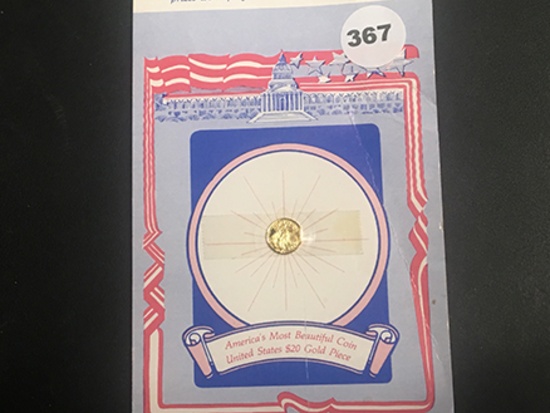 367
America's Most Beautiful Coin
United States $20 Gold Piece